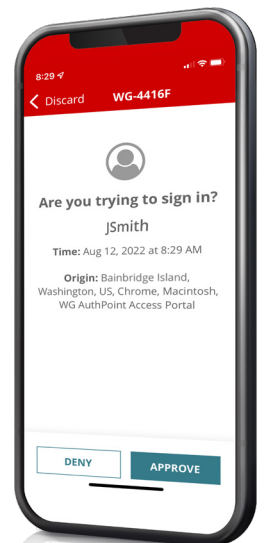 8:29
Discard WG-4416F
Are you trying to sign in?
JSmith
Time: Aug 12, 2022 at 8:29 AM
Origin: Bainbridge Island,
Washington, US, Chrome, Macintosh,
WG AuthPoint Access Portal
DENY APPROVE